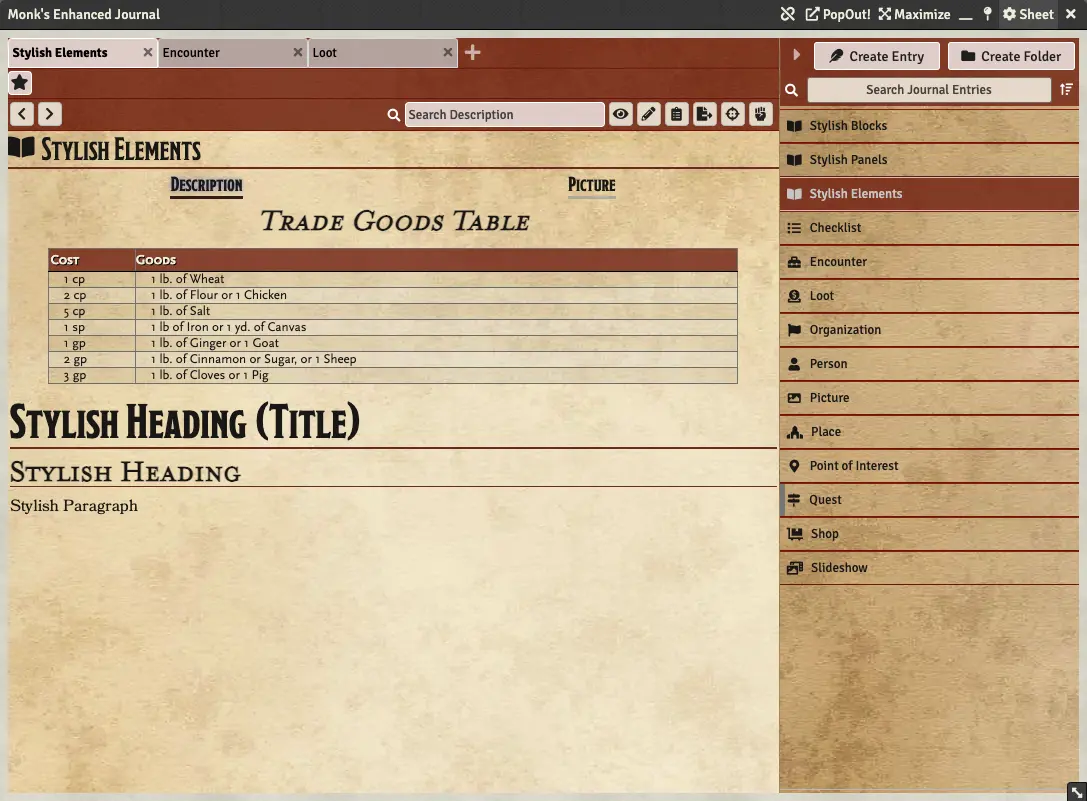 Monk's Enhanced Journal
PopOut! Maximize Sheet
Stylish Elements
Encounter
Loot
Search Description
Stylish Elements
Description
Picture
Trade Goods Table
Cost Goods
1 cp 1 lb. of Wheat
2 cp 1 lb. of Flour or 1 Chicken
5 cp 1 lb. of Salt
1 sp 1 lb of Iron or 1 yd. of Canvas
1 gp 1 lb. of Ginger or 1 Goat
2 gp 1 lb. of Cinnamon or Sugar, or 1 Sheep
3 gp 1 lb. of Cloves or 1 Pig
Stylish Heading (Title)
Stylish Heading
Stylish Paragraph
Create Entry
Create Folder
Search Journal Entries
Stylish Blocks
Stylish Panels
Stylish Elements
Checklist
Encounter
Loot
Organization
Person
Picture
Place
Point of Interest
Quest
Shop
Slideshow